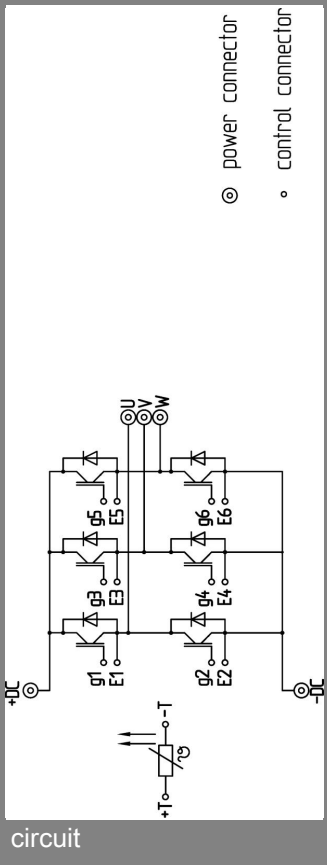 power connector
control connector
U
V
W
g5
E5
g6
E6
g3
E3
g4
E4
g1
E1
g2
E2
+DC
-DC
-T
+T
ϑ
circuit